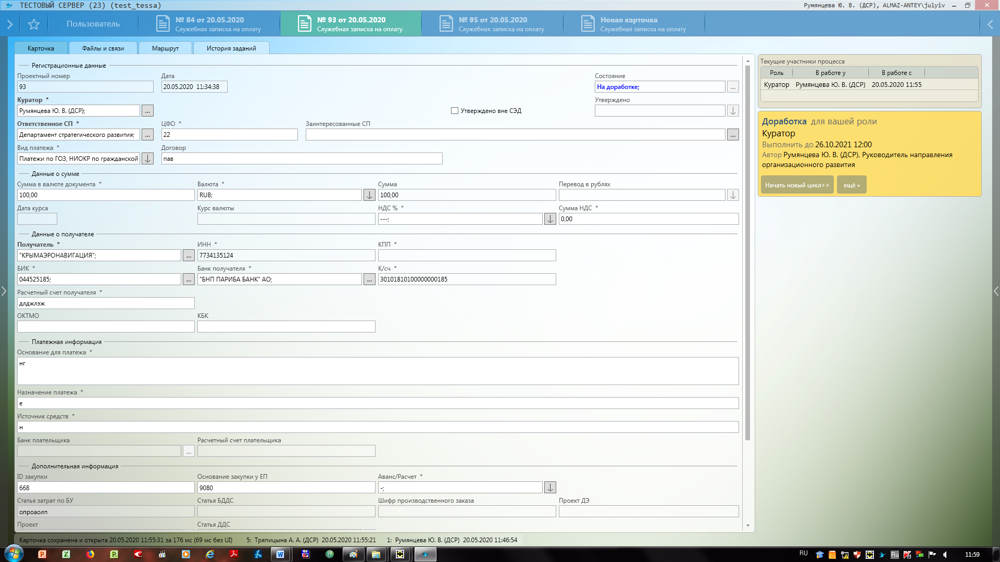 ТЕСТОВЫЙ СЕРВЕР (23) (test_tessa)
Румянцева Ю. В. (ДСР), ALMAZ-ANTEY\julyiv
Пользователь
№ 84 от 20.05.2020
Служебная записка на оплату
№ 93 от 20.05.2020
Служебная записка на оплату
№ 95 от 20.05.2020
Служебная записка на оплату
Новая карточка
Служебная записка на оплату
Карточка
Файлы и связи
Маршрут
История заданий
Регистрационные данные
Проектный номер
Дата
Состояние
93
20.05.2020 11:34:38
На доработке;
...
Куратор *
Утверждено
Румянцева Ю. В. (ДСР);
...
Утверждено вне СЭД
Ответственное СП *
ЦФО *
Заинтересованные СП
Департамент стратегического развития;
...
22
...
Вид платежа *
Договор
Платежи по ГОЗ, НИОКР по гражданской
пав
Данные о сумме
Сумма в валюте документа *
Валюта *
Сумма
Перевод в рублях
100,00
RUB;
100,00
Дата курса
Курс валюты
НДС % *
Сумма НДС *
---;
0,00
Данные о получателе
Получатель *
ИНН *
КПП *
"КРЫМАЭРОНАВИГАЦИЯ";
...
7734135124
БИК *
Банк получателя *
К/сч *
044525185;
...
"БНП ПАРИБА БАНК" АО;
...
30101810100000000185
Расчетный счет получателя *
длджлэж
ОКТМО
КБК
Платежная информация
Основание для платежа *
нг
Назначение платежа *
е
Источник средств *
н
Банк плательщика
Расчетный счет плательщика
...
Дополнительная информация
ID закупки
Основание закупки у ЕП
Аванс/Расчет *
668
9080
-;
Статья затрат по БУ
Статья БДДС
Шифр производственного заказа
Проект ДЭ
опроаолп
Проект
Статья ДДС
Текущие участники процесса
Роль
В работе у
В работе с
Куратор
Румянцева Ю. В. (ДСР)
20.05.2020 11:55
Доработка для вашей роли
Куратор
Выполнить до 26.10.2021 12:00
Автор Румянцева Ю. В. (ДСР), Руководитель направления
организационного развития
Начать новый цикл>>
ещё v
Карточка сохранена и открыта 20.05.2020 11:55:31 за 176 мс (69 мс без UI)
5: Тряпицына А. А. (ДСР) 20.05.2020 11:55:21
1: Румянцева Ю. В. (ДСР) 20.05.2020 11:46:54
RU
Ru
11:59